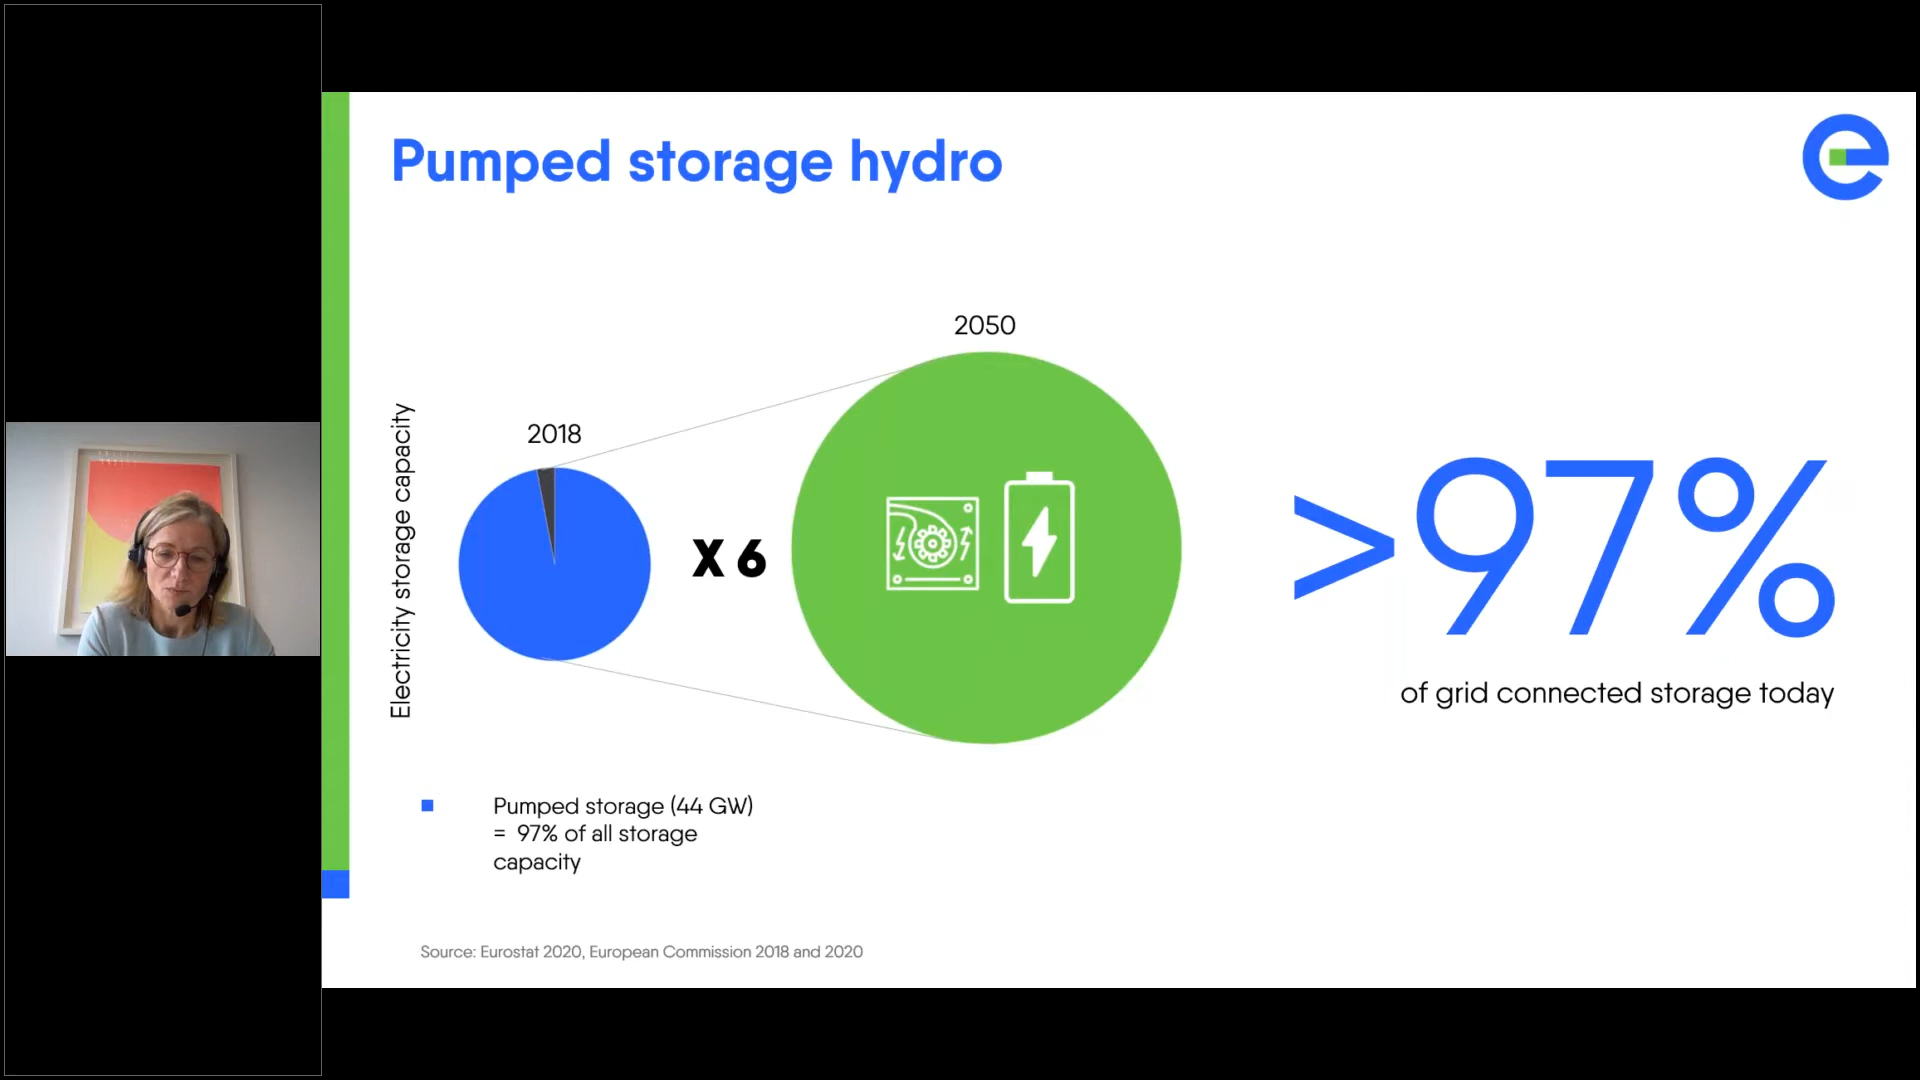 Pumped storage hydro
Electricity storage capacity
2018
X 6
2050
>97%
of grid connected storage today
Pumped storage (44 GW)
= 97% of all storage
capacity
Source: Eurostat 2020, European Commission 2018 and 2020